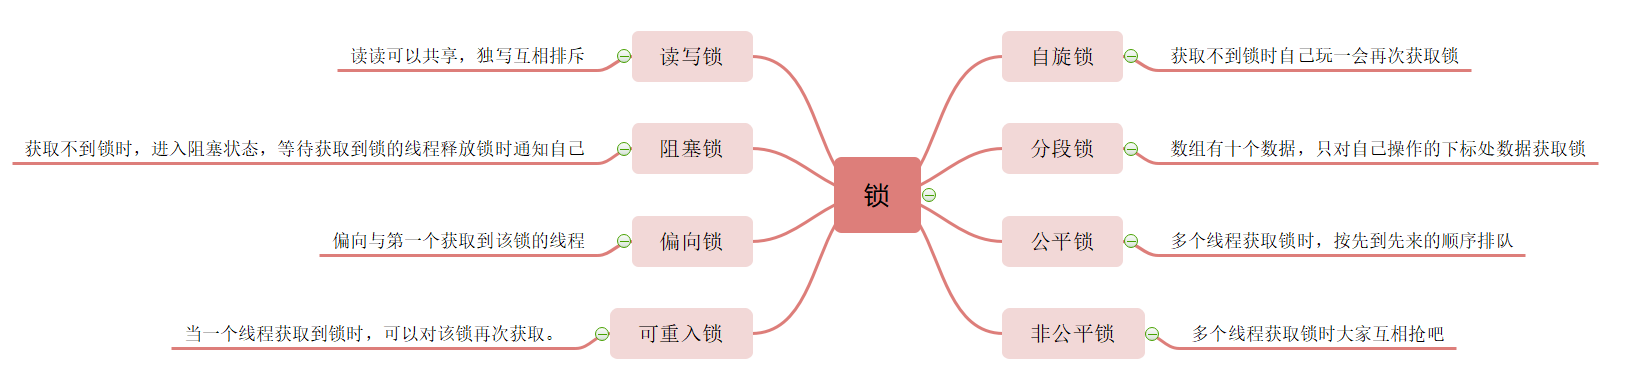 锁
读写锁
读读可以共享，独写互相排斥
阻塞锁
获取不到锁时，进入阻塞状态，等待获取到锁的线程释放锁时通知自己
偏向锁
偏向与第一个获取到该锁的线程
可重入锁
当一个线程获取到锁时，可以对该锁再次获取。
自旋锁
获取不到锁时自己玩一会再次获取锁
分段锁
数组有十个数据，只对自己操作的下标处数据获取锁
公平锁
多个线程获取锁时，按先到先来的顺序排队
非公平锁
多个线程获取锁时大家互相抢吧